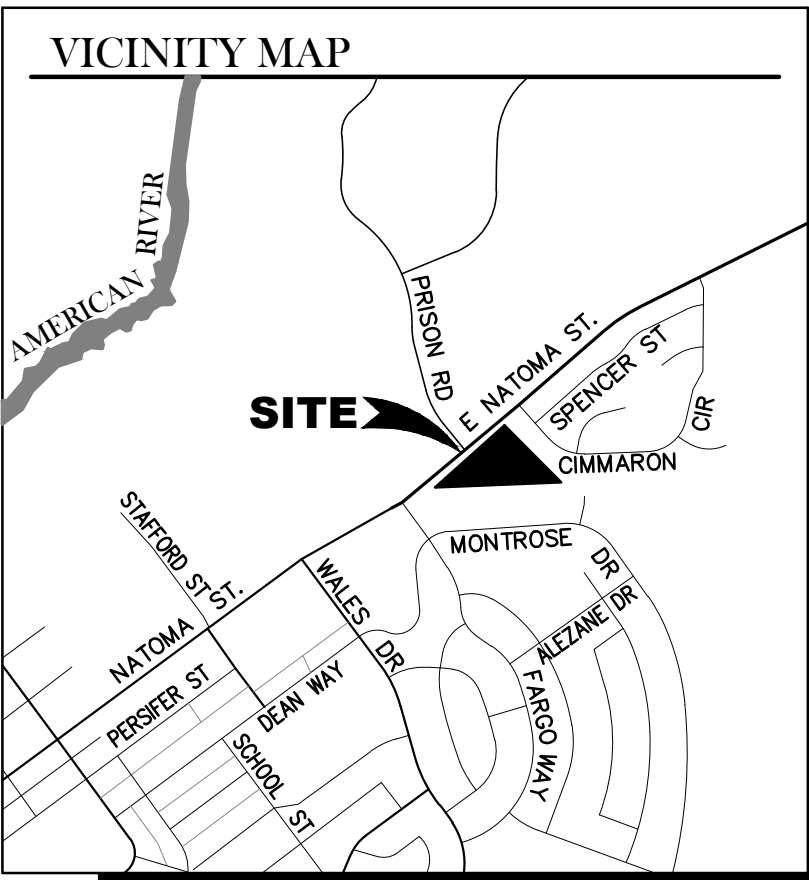 VICINITY MAP
AMERICAN RIVER
PRISON RD
E NATOMA ST.
SPENCER ST
SITE
CIR
CIMMARON
STAFFORD ST
MONTROSE DR
NATOMA ST.
WALES DR
ALEZANE DR
PERSIFER ST
DEAN WAY
FARGO WAY
SCHOOL ST